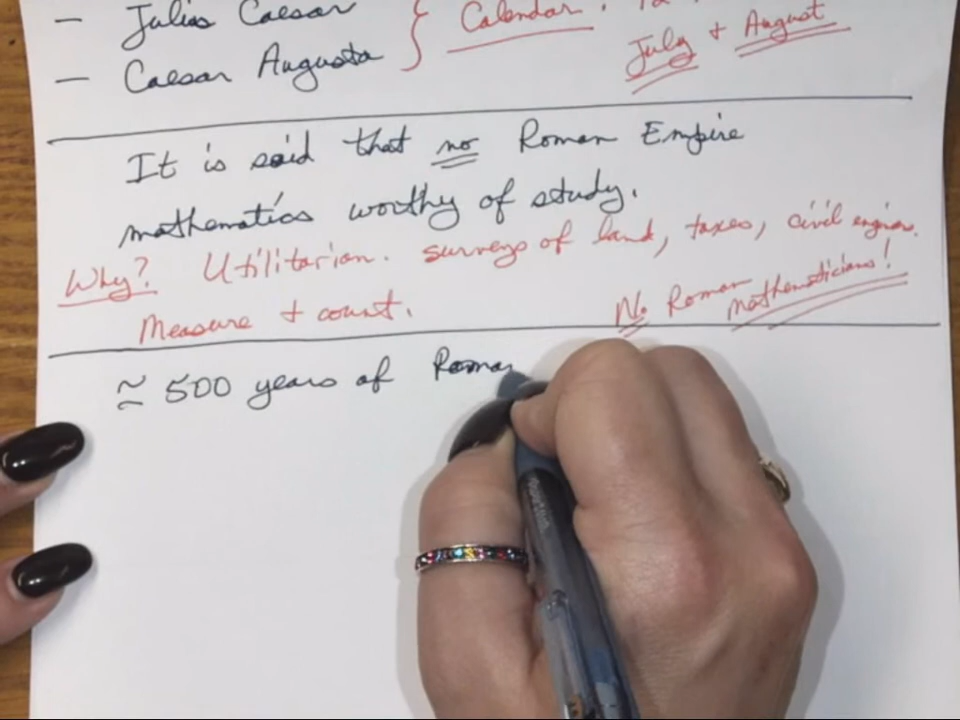 — Julius Caesar } Calendar.
— Caesar Augusta July + August
It is said that no Roman Empire
mathematics worthy of study.
Why? Utilitarian. surveys of land, taxes, civil engineer.
Measure + count. No Roman mathematicians!
≃ 500 years of Roman